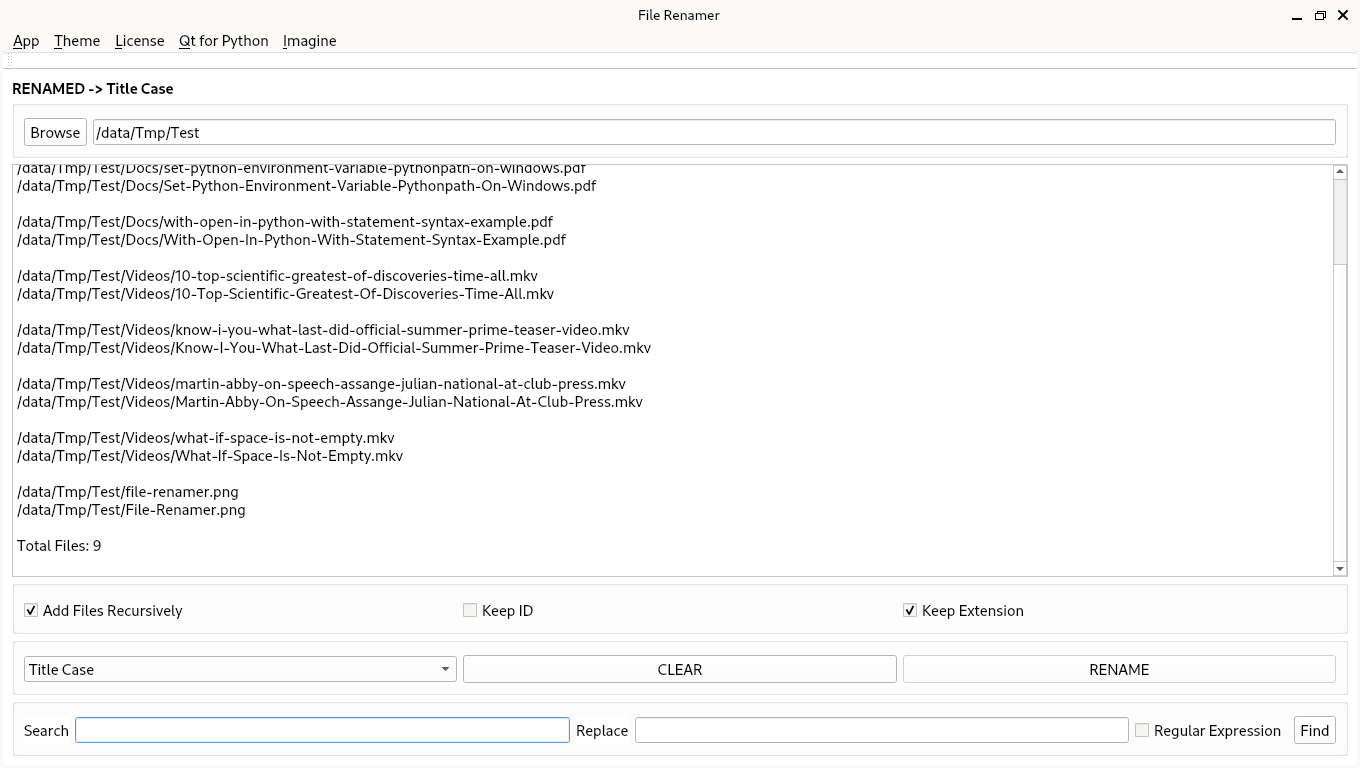 File Renamer
App Theme License Qt for Python Imagine
RENAMED -> Title Case
Browse /data/Tmp/Test
/data/Tmp/Test/Docs/set-python-environment-variable-pythonpath-on-windows.pdf
/data/Tmp/Test/Docs/Set-Python-Environment-Variable-Pythonpath-On-Windows.pdf
/data/Tmp/Test/Docs/with-open-in-python-with-statement-syntax-example.pdf
/data/Tmp/Test/Docs/With-Open-In-Python-With-Statement-Syntax-Example.pdf
/data/Tmp/Test/Videos/10-top-scientific-greatest-of-discoveries-time-all.mkv
/data/Tmp/Test/Videos/10-Top-Scientific-Greatest-Of-Discoveries-Time-All.mkv
/data/Tmp/Test/Videos/know-i-you-what-last-did-official-summer-prime-teaser-video.mkv
/data/Tmp/Test/Videos/Know-I-You-What-Last-Did-Official-Summer-Prime-Teaser-Video.mkv
/data/Tmp/Test/Videos/martin-abby-on-speech-assange-julian-national-at-club-press.mkv
/data/Tmp/Test/Videos/Martin-Abby-On-Speech-Assange-Julian-National-At-Club-Press.mkv
/data/Tmp/Test/Videos/what-if-space-is-not-empty.mkv
/data/Tmp/Test/Videos/What-If-Space-Is-Not-Empty.mkv
/data/Tmp/Test/file-renamer.png
/data/Tmp/Test/File-Renamer.png
Total Files: 9
Add Files Recursively Keep ID Keep Extension
Title Case CLEAR RENAME
Search Replace Regular Expression Find